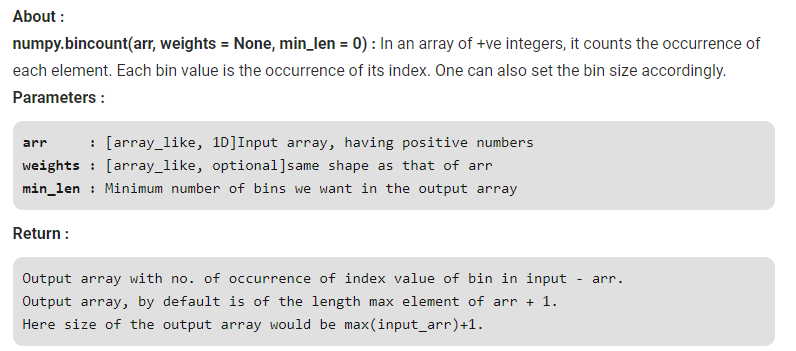 About :
numpy.bincount(arr, weights = None, min_len = 0) : In an array of +ve integers, it counts the occurrence of
each element. Each bin value is the occurrence of its index. One can also set the bin size accordingly.
Parameters :
arr     : [array_like, 1D]Input array, having positive numbers
weights : [array_like, optional]same shape as that of arr
min_len : Minimum number of bins we want in the output array
Return :
Output array with no. of occurrence of index value of bin in input - arr.
Output array, by default is of the length max element of arr + 1.
Here size of the output array would be max(input_arr)+1.